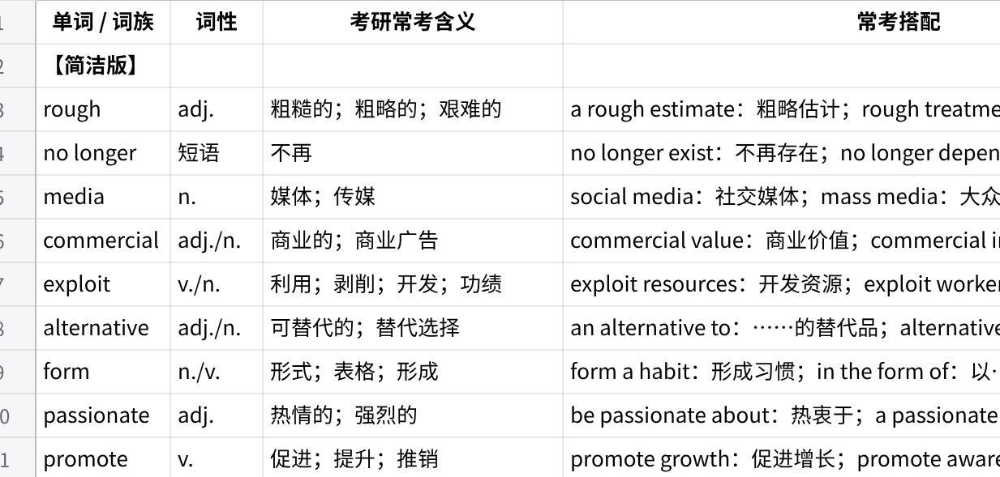 单词 / 词族 词性 考研常考含义 常考搭配
2 【简洁版】
3 rough adj. 粗糙的；粗略的；艰难的 a rough estimate：粗略估计；rough
4 no longer 短语 不再 no longer exist：不再存在；no longer
5 media n. 媒体；传媒 social media：社交媒体；mass media：大众
6 commercial adj./n. 商业的；商业广告 commercial value：商业价值；commercial
7 exploit v./n. 利用；剥削；开发；功绩 exploit resources：开发资源；exploit
8 alternative adj./n. 可替代的；替代选择 an alternative to：……的替代品；alternative
9 form n./v. 形式；表格；形成 form a habit：形成习惯；in the form of：以
passionate adj. 热情的；强烈的 be passionate about：热衷于；a passionate
promote v. 促进；提升；推销 promote growth：促进增长；promote